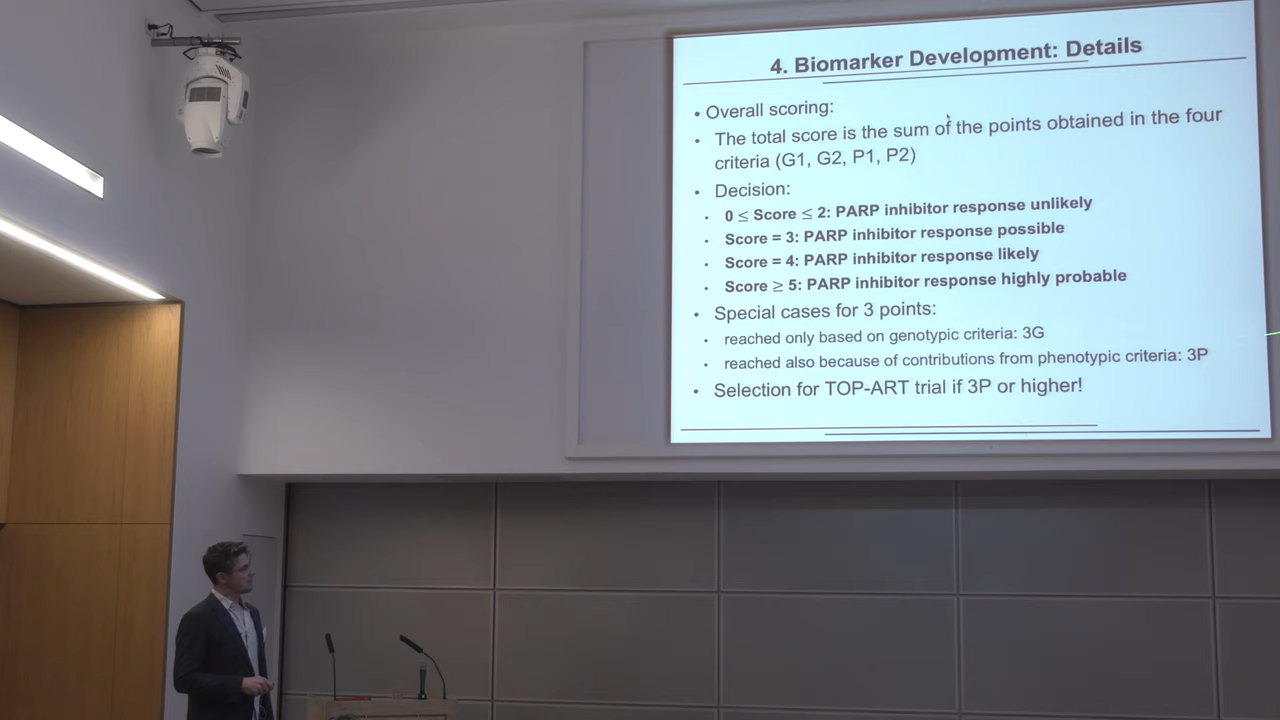 4. Biomarker Development: Details
• Overall scoring:
• The total score is the sum of the points obtained in the four
criteria (G1, G2, P1, P2)
• Decision:
• 0 ≤ Score ≤ 2: PARP inhibitor response unlikely
• Score = 3: PARP inhibitor response possible
• Score = 4: PARP inhibitor response likely
• Score ≥ 5: PARP inhibitor response highly probable
• Special cases for 3 points:
• reached only based on genotypic criteria: 3G
• reached also because of contributions from phenotypic criteria: 3P
• Selection for TOP-ART trial if 3P or higher!